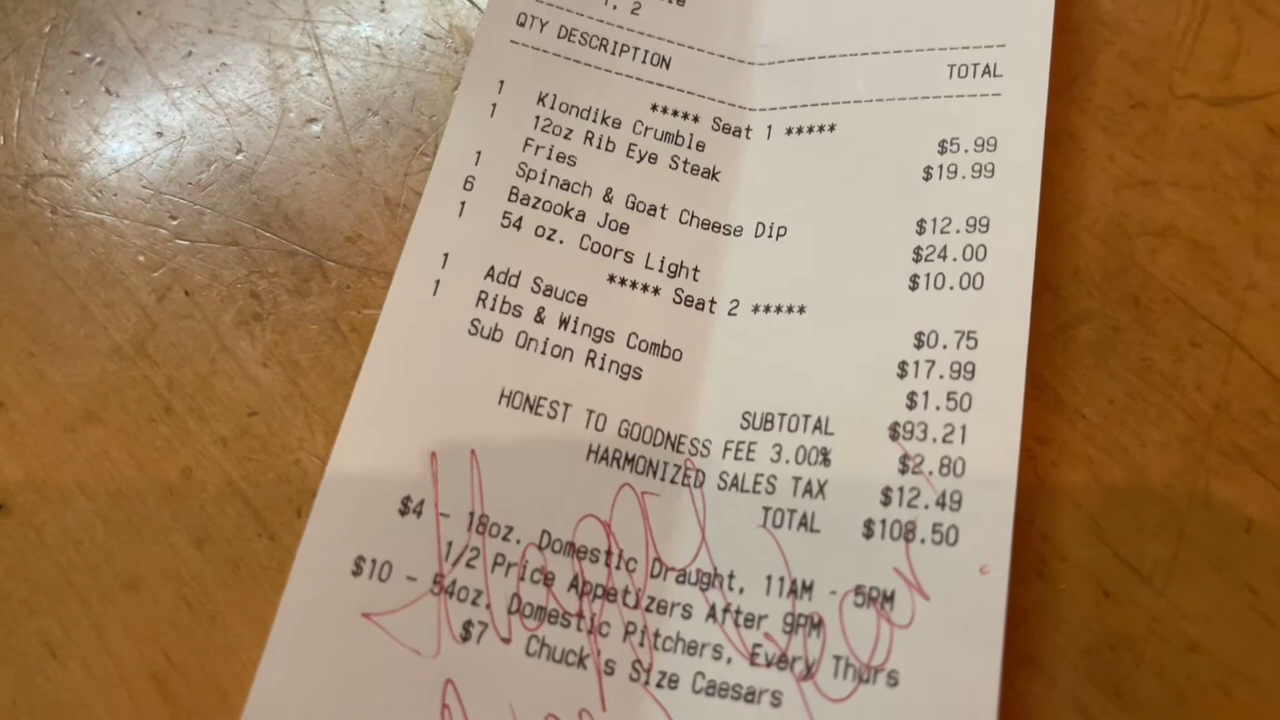 1, 2
QTY DESCRIPTION TOTAL
***** Seat 1 *****
1 Klondike Crumble $5.99
1 12oz Rib Eye Steak $19.99
Fries
1 Spinach & Goat Cheese Dip $12.99
6 Bazooka Joe $24.00
1 54 oz. Coors Light $10.00
***** Seat 2 *****
1 Add Sauce $0.75
1 Ribs & Wings Combo $17.99
Sub Onion Rings $1.50
SUBTOTAL $93.21
HONEST TO GOODNESS FEE 3.00% $2.80
HARMONIZED SALES TAX $12.49
TOTAL $108.50
$4 - 18oz. Domestic Draught, 11AM - 5PM
1/2 Price Appetizers After 9PM
$10 - 54oz. Domestic Pitchers, Every Thurs
$7 - Chuck's Size Caesars
Happy New Year